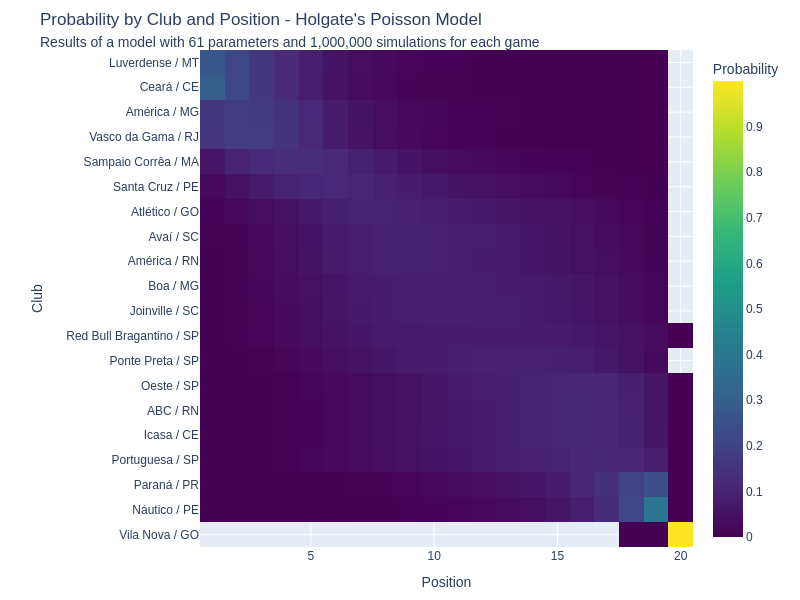 Probability by Club and Position - Holgate's Poisson Model
Results of a model with 61 parameters and 1,000,000 simulations for each game
Probability
Luverdense / MT
Ceará / CE
América / MG
Vasco da Gama / RJ
Sampaio Corrêa / MA
Santa Cruz / PE
Atlético / GO
Avaí / SC
América / RN
Boa / MG
Joinville / SC
Red Bull Bragantino / SP
Ponte Preta / SP
Oeste / SP
ABC / RN
Icasa / CE
Portuguesa / SP
Paraná / PR
Náutico / PE
Vila Nova / GO
Club
5
10
15
20
Position
0.9
0.8
0.7
0.6
0.5
0.4
0.3
0.2
0.1
0